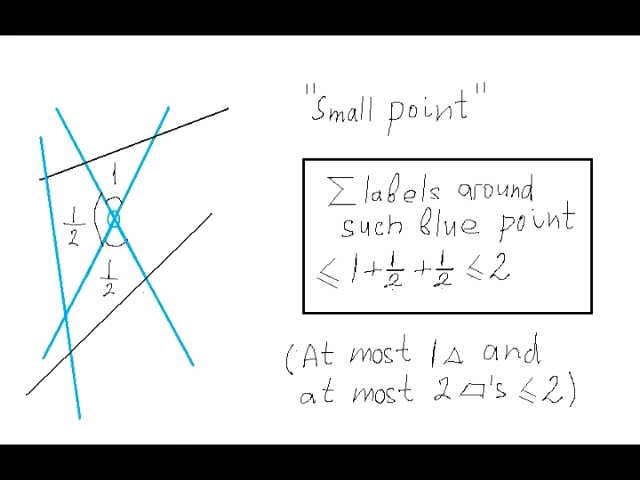 "Small point"
1
1/2
1/2
Σ labels around
such blue point
≤ 1 + 1/2 + 1/2 ≤ 2
(At most 1△ and
at most 2▱'s ≤ 2)